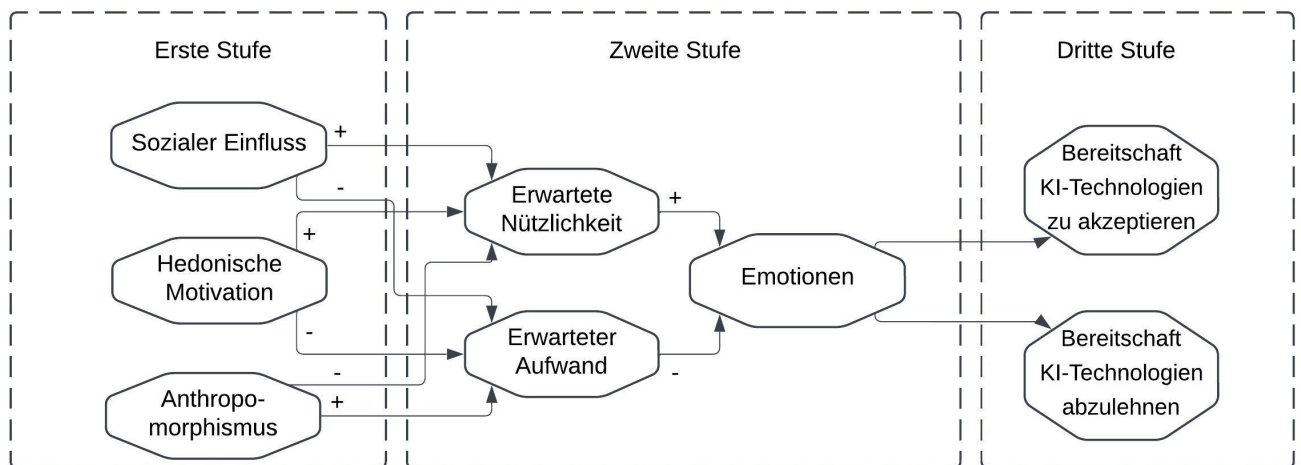 Erste Stufe
Zweite Stufe
Dritte Stufe
Sozialer Einfluss
+
-
Hedonische
Motivation
+
-
Anthropo-
morphismus
-
+
Erwartete
Nützlichkeit
+
Erwarteter
Aufwand
-
Emotionen
Bereitschaft
KI-Technologien
zu akzeptieren
Bereitschaft
KI-Technologien
abzulehnen